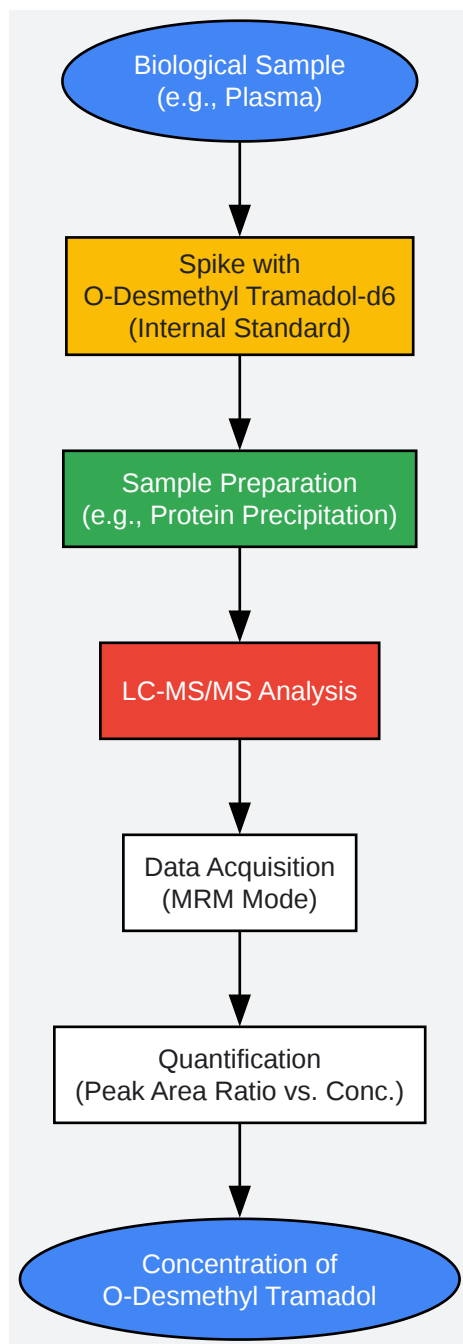 Biological Sample
(e.g., Plasma)
Spike with
O-Desmethyl Tramadol-d6
(Internal Standard)
Sample Preparation
(e.g., Protein Precipitation)
LC-MS/MS Analysis
Data Acquisition
(MRM Mode)
Quantification
(Peak Area Ratio vs. Conc.)
Concentration of
O-Desmethyl Tramadol